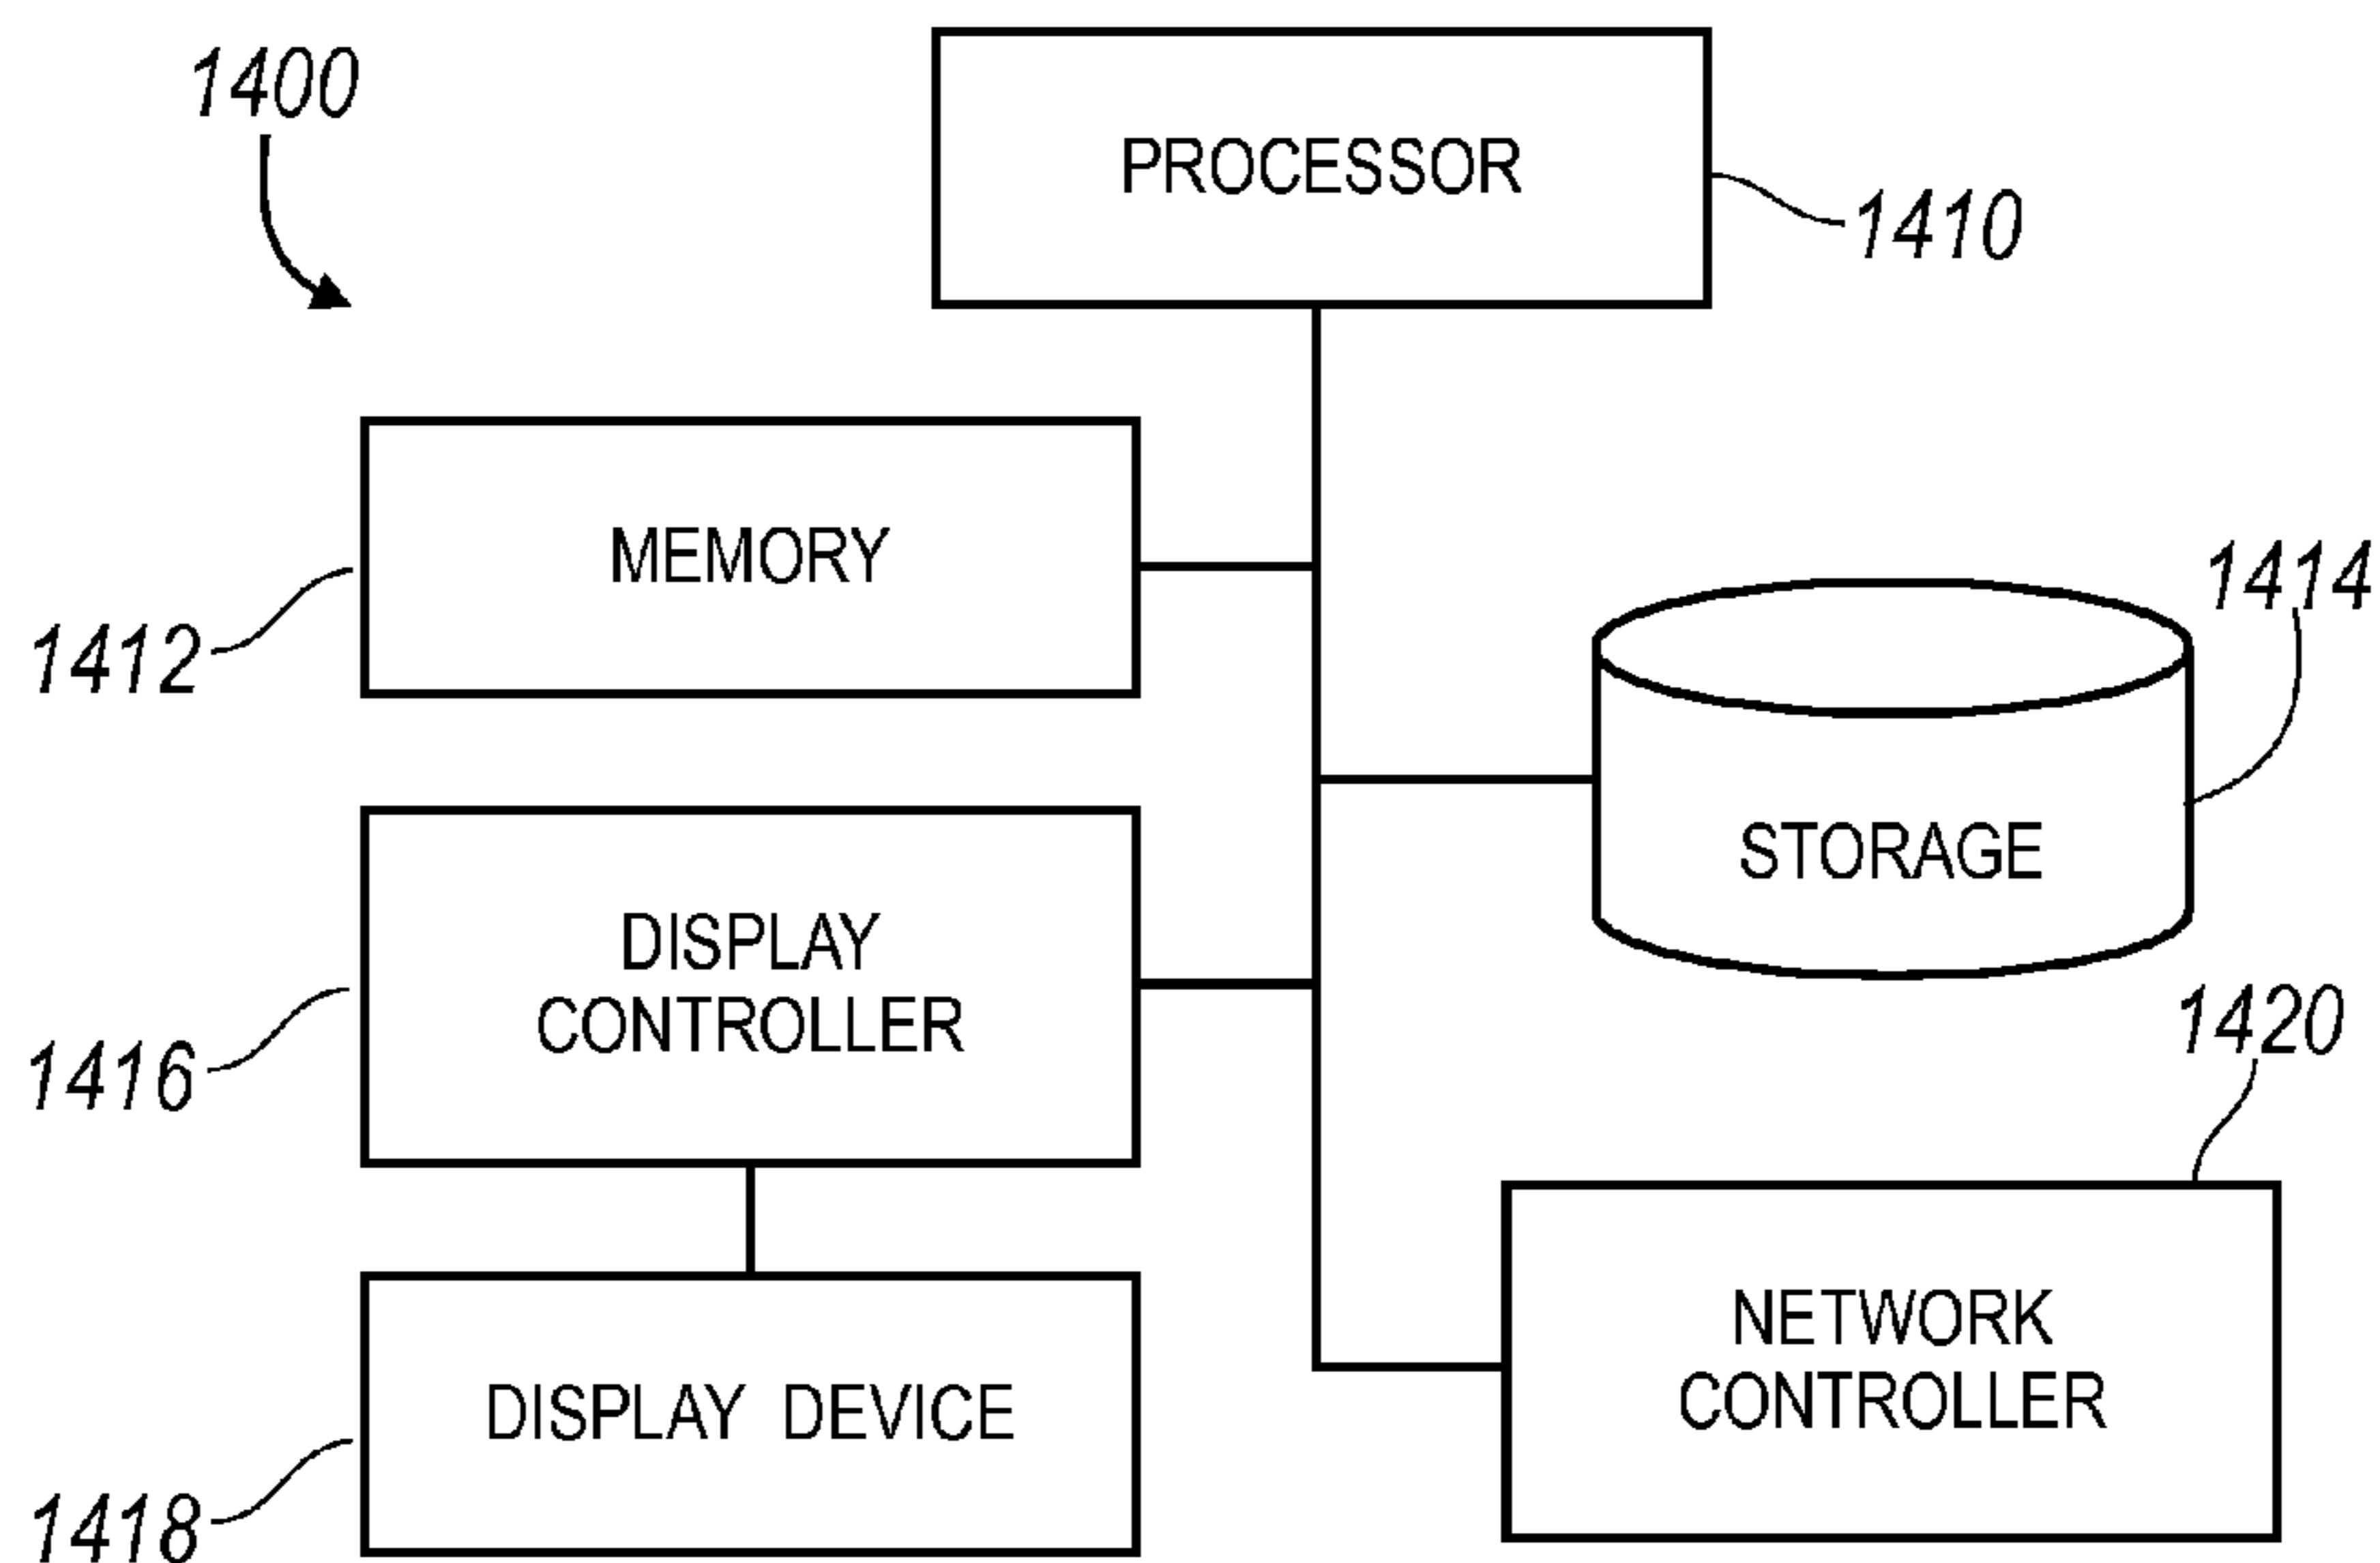 1400
PROCESSOR
1410
MEMORY
1412
1414
STORAGE
DISPLAY
CONTROLLER
1416
1420
NETWORK
CONTROLLER
DISPLAY DEVICE
1418